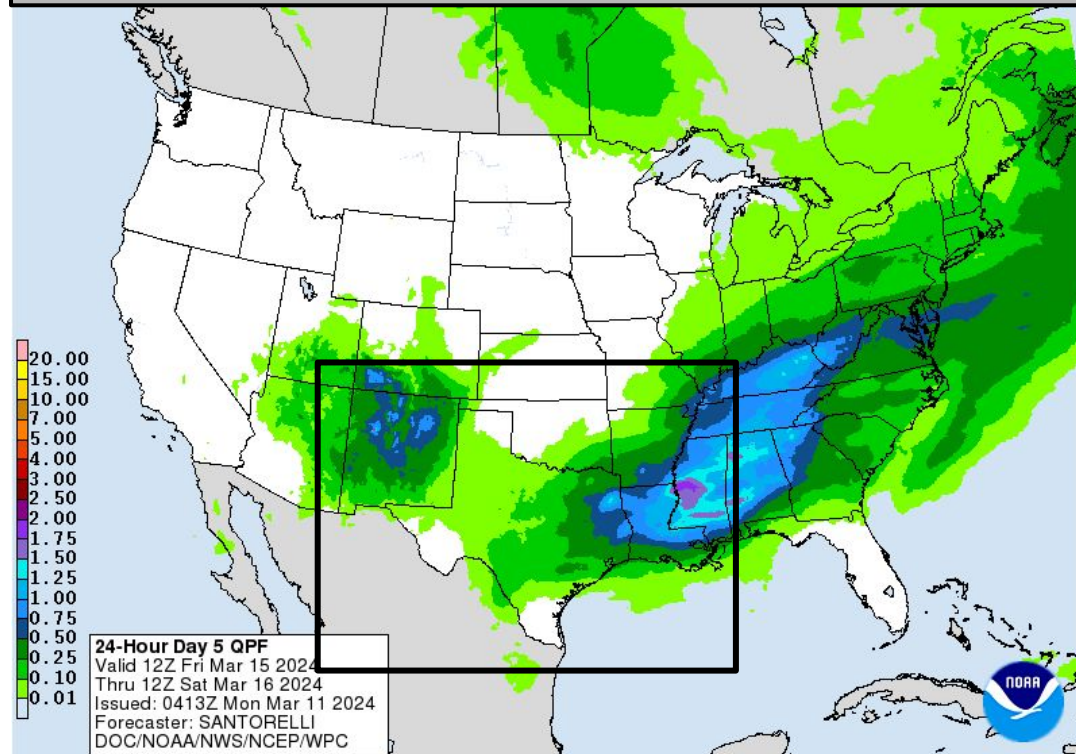 20.00
15.00
10.00
7.00
5.00
4.00
3.00
2.50
2.00
1.75
1.50
1.25
1.00
0.75
0.50
0.25
0.10
0.01
24-Hour Day 5 QPF
Valid 12Z Fri Mar 15 2024
Thru 12Z Sat Mar 16 2024
Issued: 0413Z Mon Mar 11 2024
Forecaster: SANTORELLI
DOC/NOAA/NWS/NCEP/WPC
NOAA